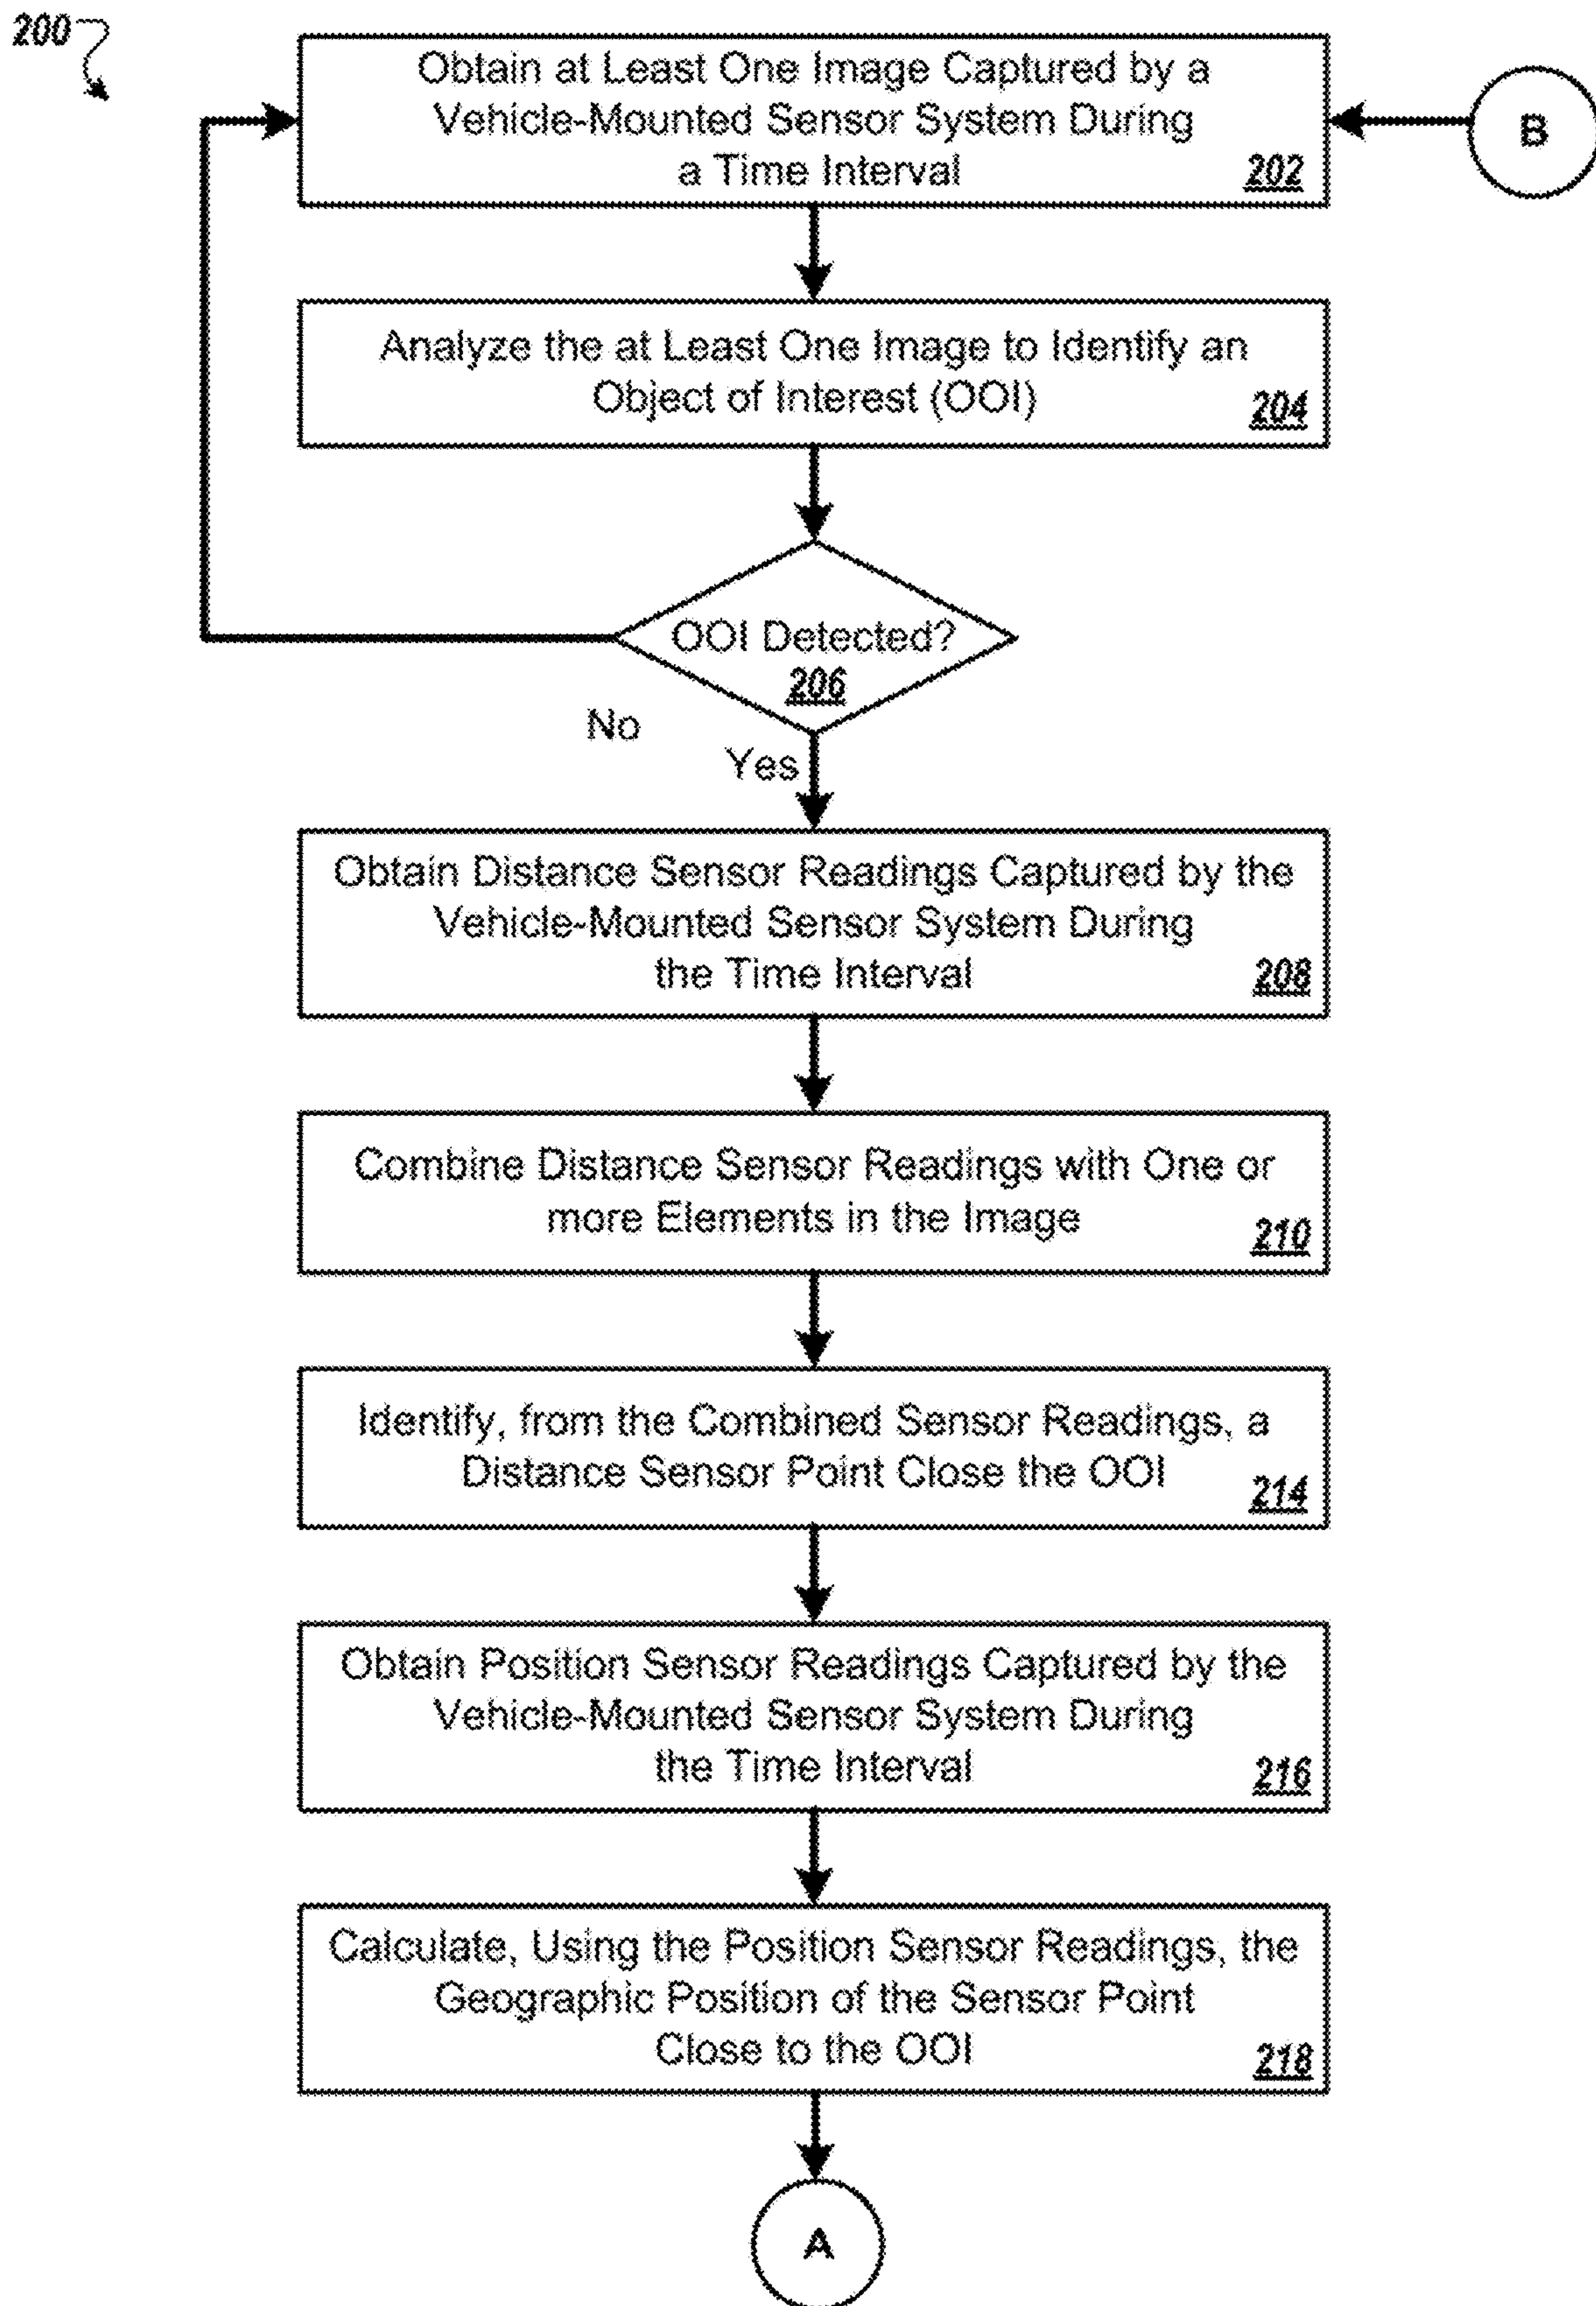 200
Obtain at Least One Image Captured by a
Vehicle-Mounted Sensor System During
a Time Interval
202
B
Analyze the at Least One Image to Identify an
Object of Interest (OOI)
204
OOI Detected?
206
No
Yes
Obtain Distance Sensor Readings Captured by the
Vehicle-Mounted Sensor System During
the Time Interval
208
Combine Distance Sensor Readings with One or
more Elements in the Image
210
Identify, from the Combined Sensor Readings, a
Distance Sensor Point Close the OOI
214
Obtain Position Sensor Readings Captured by the
Vehicle-Mounted Sensor System During
the Time Interval
216
Calculate, Using the Position Sensor Readings, the
Geographic Position of the Sensor Point
Close to the OOI
218
A